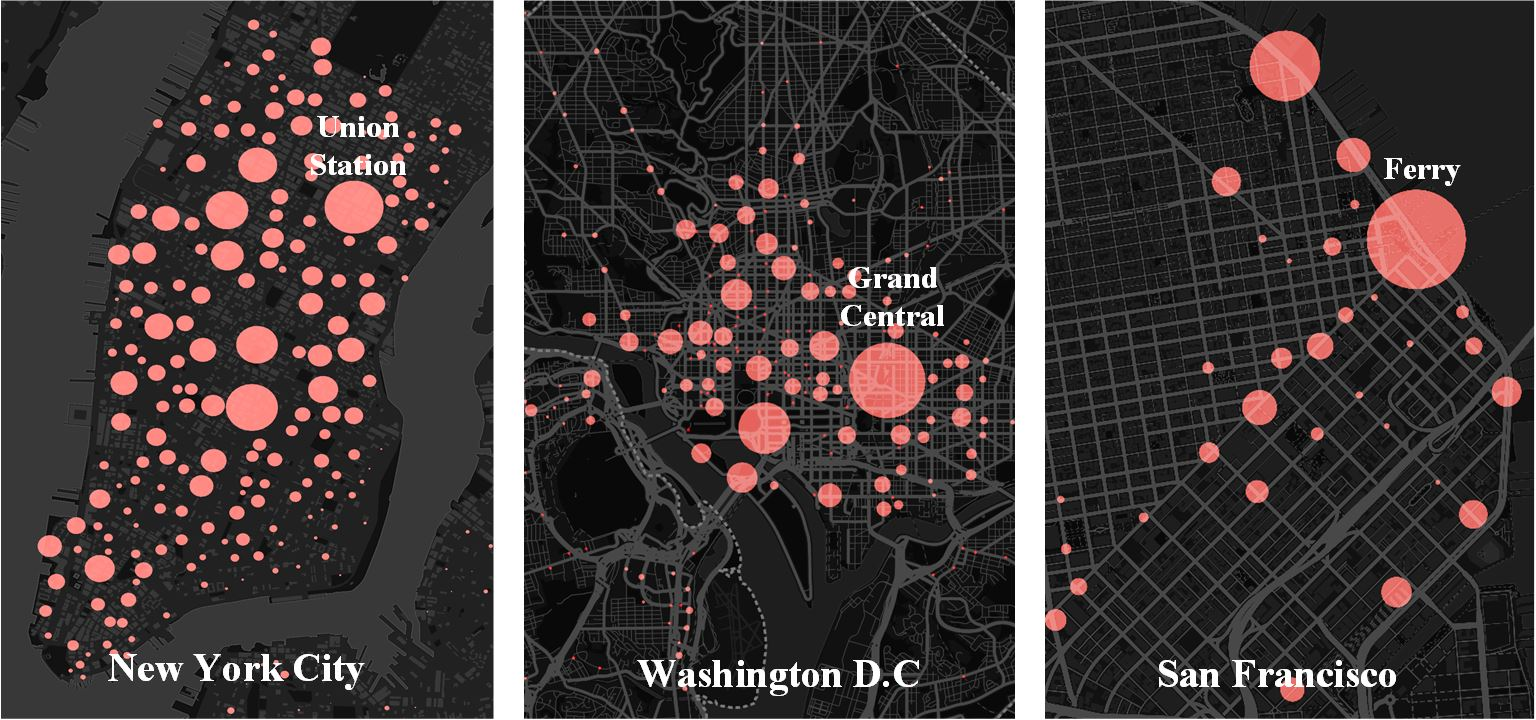 Union
Station
New York City
Grand
Central
Washington D.C
Ferry
San Francisco